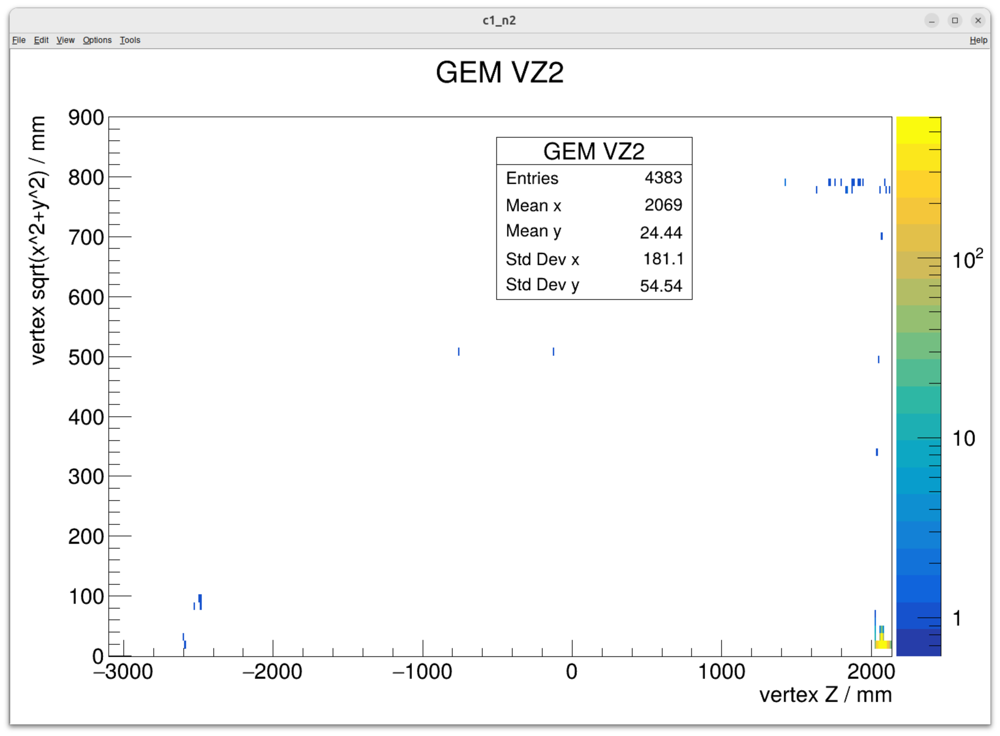 c1_n2
File Edit View Options Tools Help
GEM VZ2
vertex sqrt(x^2+y^2) / mm
900
800
700
600
500
400
300
200
100
0
GEM VZ2
Entries 4383
Mean x 2069
Mean y 24.44
Std Dev x 181.1
Std Dev y 54.54
10²
10
1
−3000 −2000 −1000 0 1000 2000
vertex Z / mm